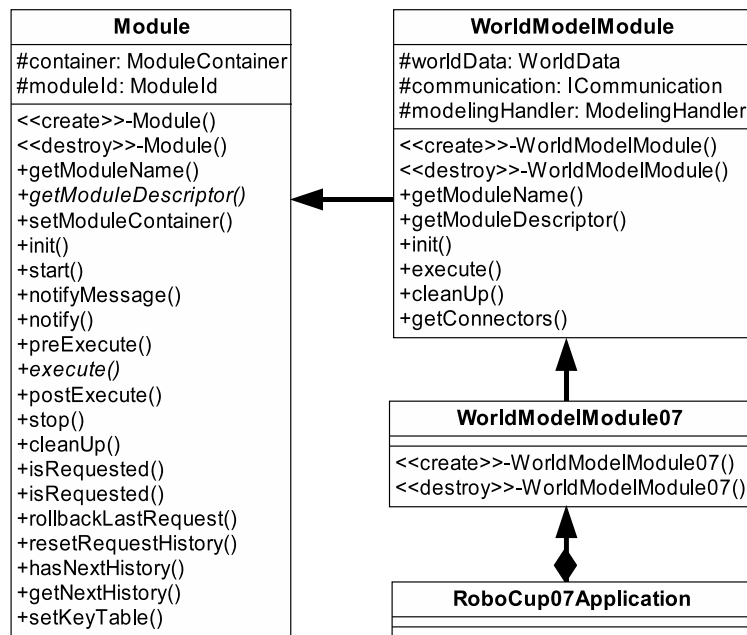 Module
#container: ModuleContainer
#moduleId: ModuleId
<<create>>-Module()
<<destroy>>-Module()
+getModuleName()
+getModuleDescriptor()
+setModuleContainer()
+init()
+start()
+notifyMessage()
+notify()
+preExecute()
+execute()
+postExecute()
+stop()
+cleanUp()
+isRequested()
+isRequested()
+rollbackLastRequest()
+resetRequestHistory()
+hasNextHistory()
+getNextHistory()
+setKeyTable()
WorldModelModule
#worldData: WorldData
#communication: ICommunication
#modelingHandler: ModelingHandler
<<create>>-WorldModelModule()
<<destroy>>-WorldModelModule()
+getModuleName()
+getModuleDescriptor()
+init()
+execute()
+cleanUp()
+getConnectors()
WorldModelModule07
<<create>>-WorldModelModule07()
<<destroy>>-WorldModelModule07()
RoboCup07Application